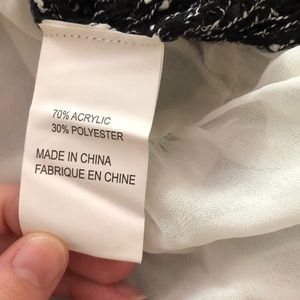 70% ACRYLIC
30% POLYESTER
MADE IN CHINA
FABRIQUE EN CHINE